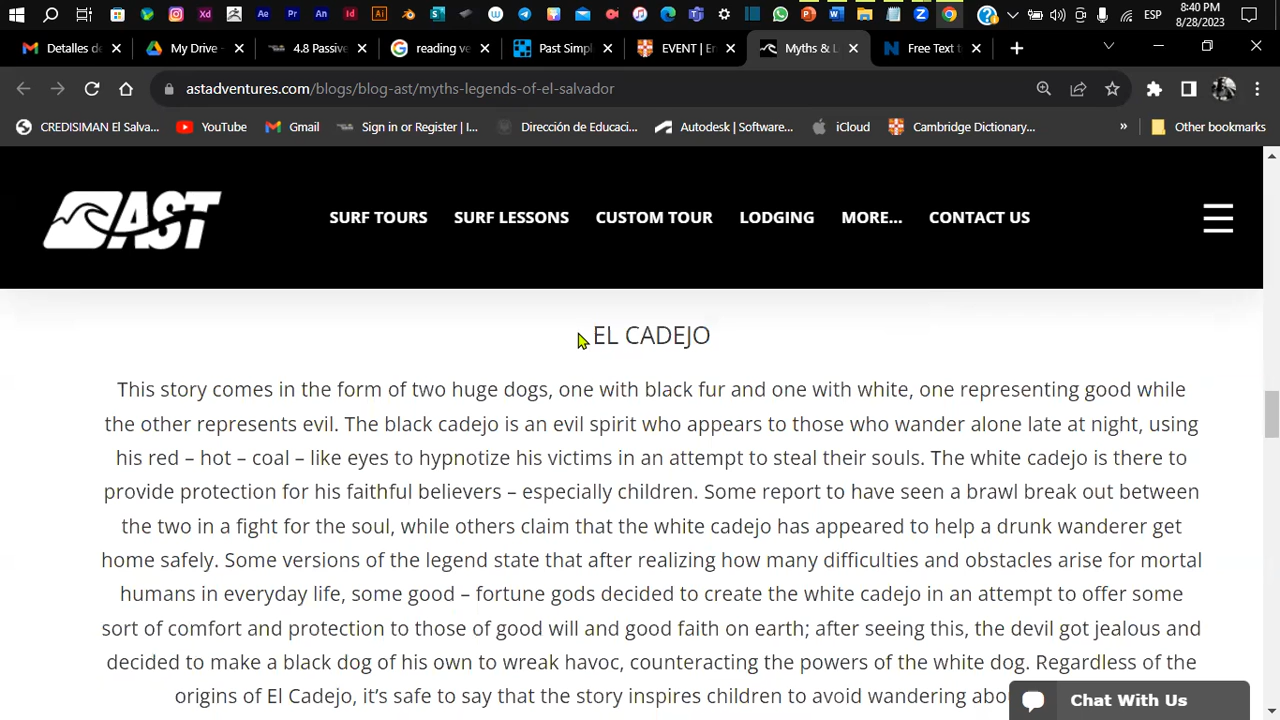 8:40 PM
ESP
8/28/2023
Detalles de
My Drive -
4.8 Passive
reading ve
Past Simpl
EVENT | En
Myths & L
Free Text t
astadventures.com/blogs/blog-ast/myths-legends-of-el-salvador
CREDISIMAN El Salva...
YouTube
Gmail
Sign in or Register | I...
Dirección de Educaci...
Autodesk | Software...
iCloud
Cambridge Dictionary...
»
Other bookmarks
AST
SURF TOURS
SURF LESSONS
CUSTOM TOUR
LODGING
MORE...
CONTACT US
EL CADEJO
This story comes in the form of two huge dogs, one with black fur and one with white, one representing good while
the other represents evil. The black cadejo is an evil spirit who appears to those who wander alone late at night, using
his red – hot – coal – like eyes to hypnotize his victims in an attempt to steal their souls. The white cadejo is there to
provide protection for his faithful believers – especially children. Some report to have seen a brawl break out between
the two in a fight for the soul, while others claim that the white cadejo has appeared to help a drunk wanderer get
home safely. Some versions of the legend state that after realizing how many difficulties and obstacles arise for mortal
humans in everyday life, some good – fortune gods decided to create the white cadejo in an attempt to offer some
sort of comfort and protection to those of good will and good faith on earth; after seeing this, the devil got jealous and
decided to make a black dog of his own to wreak havoc, counteracting the powers of the white dog. Regardless of the
origins of El Cadejo, it's safe to say that the story inspires children to avoid wandering abo
Chat With Us